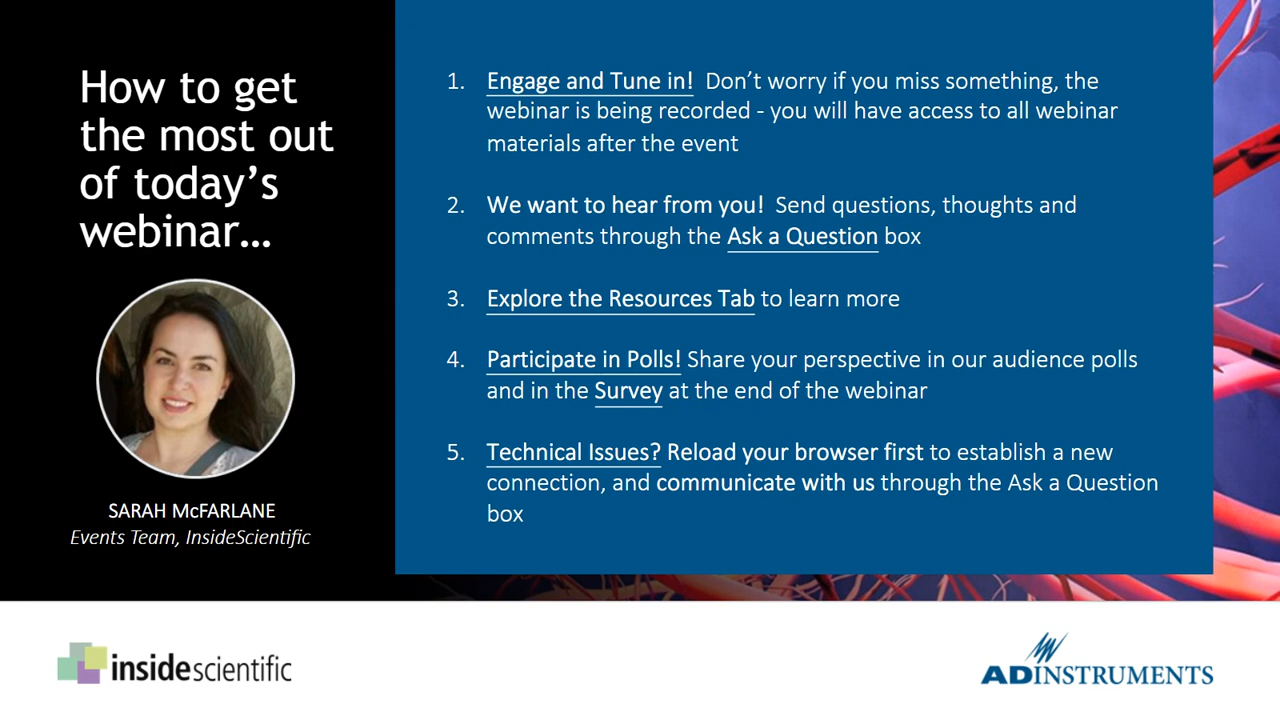 How to get
the most out
of today's
webinar...
SARAH McFARLANE
Events Team, InsideScientific
1. Engage and Tune in! Don't worry if you miss something, the
webinar is being recorded - you will have access to all webinar
materials after the event
2. We want to hear from you! Send questions, thoughts and
comments through the Ask a Question box
3. Explore the Resources Tab to learn more
4. Participate in Polls! Share your perspective in our audience polls
and in the Survey at the end of the webinar
5. Technical Issues? Reload your browser first to establish a new
connection, and communicate with us through the Ask a Question
box
insidescientific
ADINSTRUMENTS